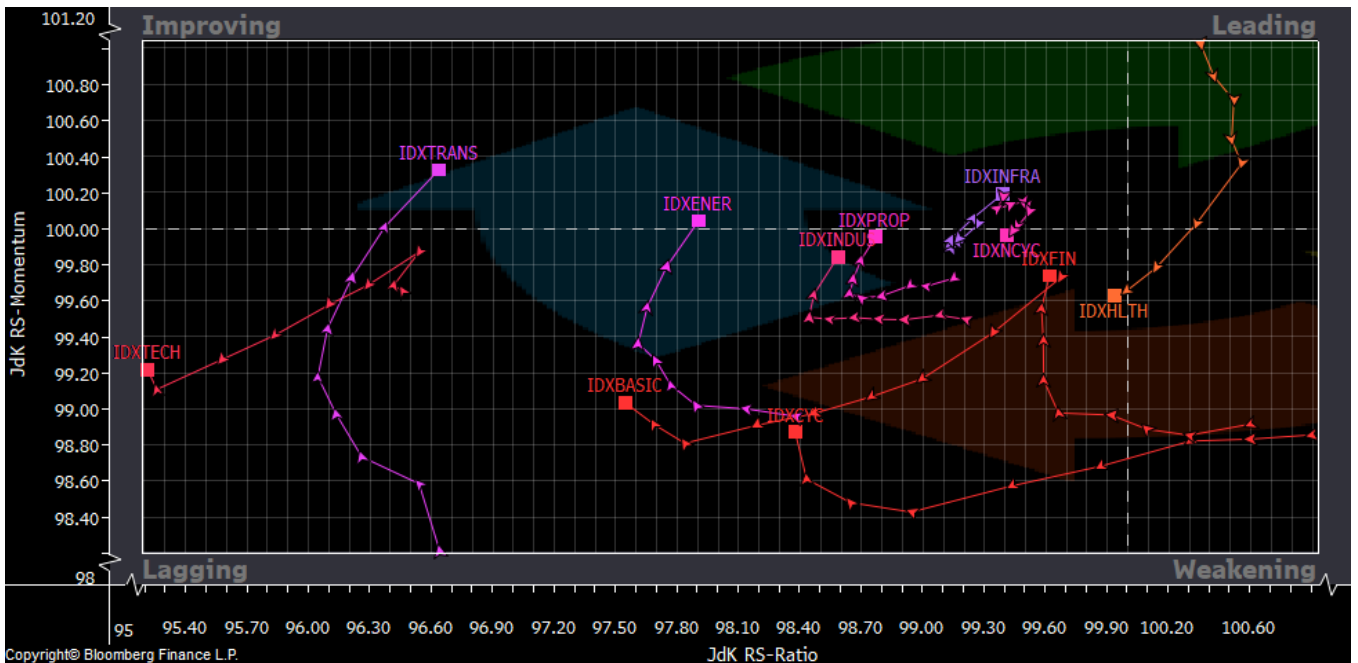 101.20
Improving
Leading
100.80
100.60
100.40
100.20
100.00
99.80
99.60
99.40
99.20
99.00
98.80
98.60
98.40
98
JdK RS-Momentum
IDXTRANS
IDXENER
IDXINFRA
IDXPROP
IDXINDUS
IDXNCYC
IDXFIN
IDXHLTH
IDXTECH
IDXBASIC
IDXCYC
Lagging
Weakening
95 95.40 95.70 96.00 96.30 96.60 96.90 97.20 97.50 97.80 98.10 98.40 98.70 99.00 99.30 99.60 99.90 100.20 100.60
Copyright© Bloomberg Finance L.P.
JdK RS-Ratio